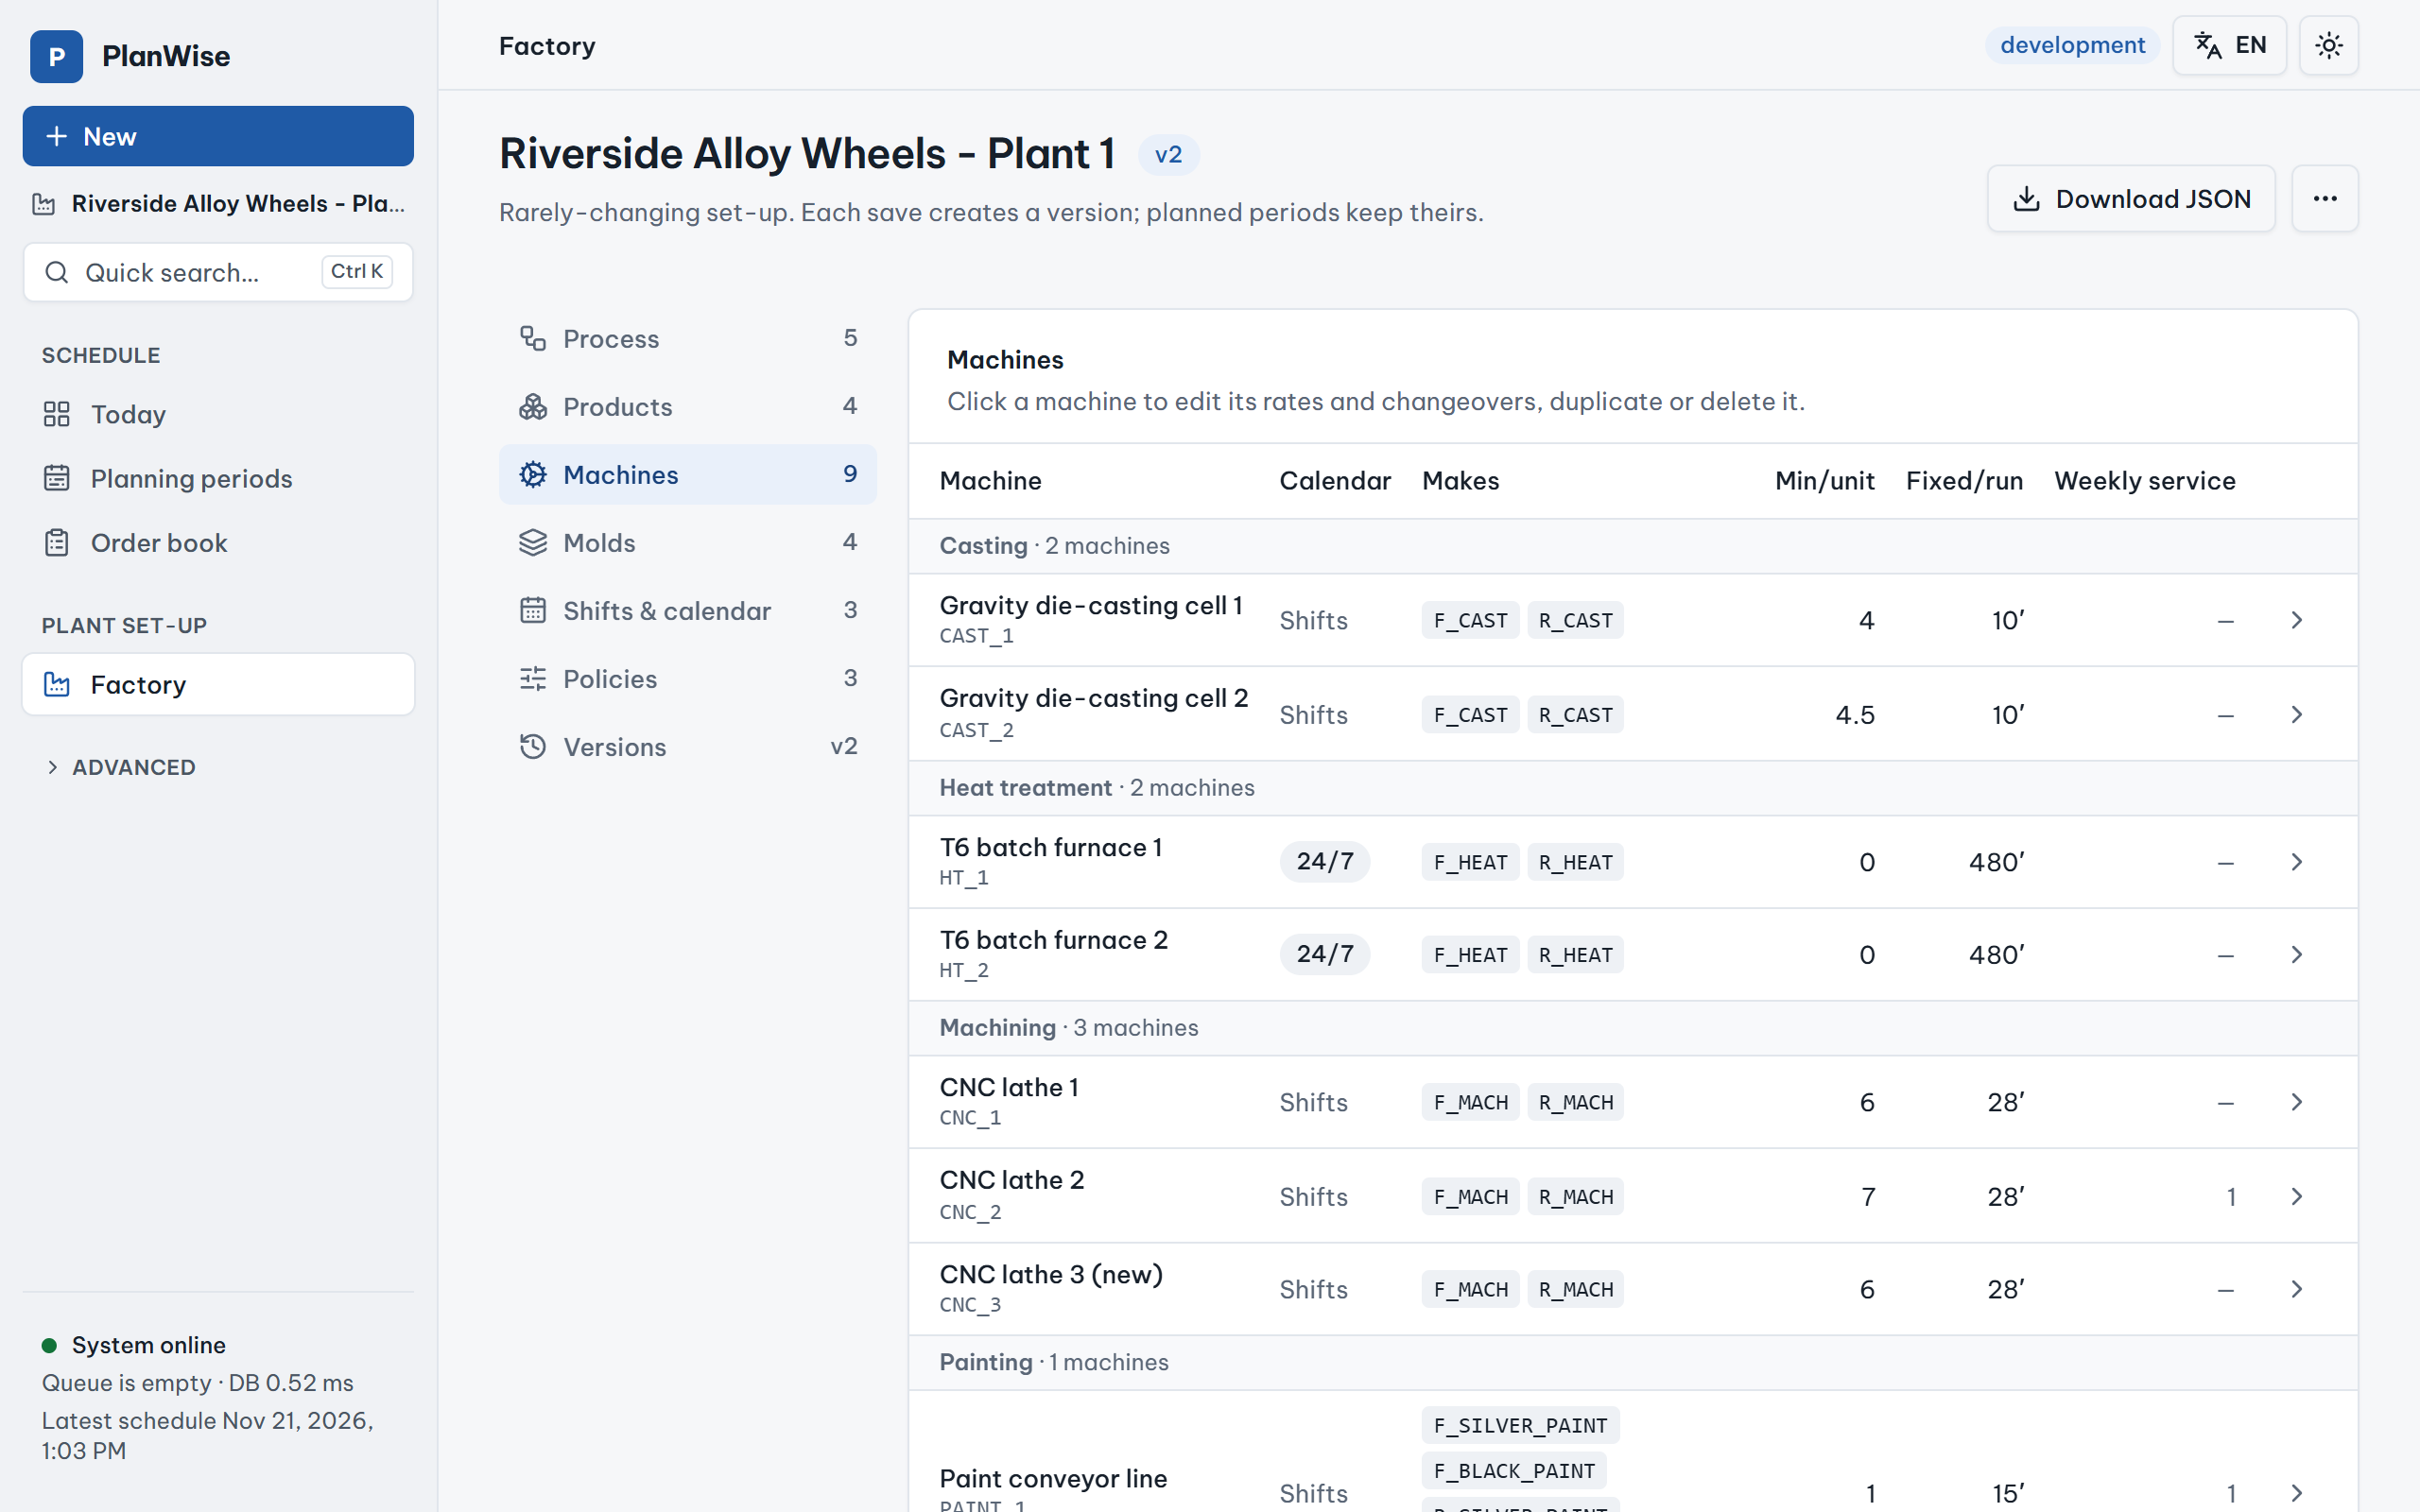 P PlanWise
New
Riverside Alloy Wheels - Pla...
Quick search... Ctrl K
SCHEDULE
Today
Planning periods
Order book
PLANT SET-UP
Factory
ADVANCED
System online
Queue is empty · DB 0.52 ms
Latest schedule Nov 21, 2026,
1:03 PM
Factory
development
EN
Riverside Alloy Wheels - Plant 1 v2
Rarely-changing set-up. Each save creates a version; planned periods keep theirs.
Download JSON
Process 5
Products 4
Machines 9
Molds 4
Shifts & calendar 3
Policies 3
Versions v2
Machines
Click a machine to edit its rates and changeovers, duplicate or delete it.
Machine Calendar Makes Min/unit Fixed/run Weekly service
Casting · 2 machines
Gravity die-casting cell 1
CAST_1
Shifts F_CAST R_CAST 4 10′ –
Gravity die-casting cell 2
CAST_2
Shifts F_CAST R_CAST 4.5 10′ –
Heat treatment · 2 machines
T6 batch furnace 1
HT_1
24/7 F_HEAT R_HEAT 0 480′ –
T6 batch furnace 2
HT_2
24/7 F_HEAT R_HEAT 0 480′ –
Machining · 3 machines
CNC lathe 1
CNC_1
Shifts F_MACH R_MACH 6 28′ –
CNC lathe 2
CNC_2
Shifts F_MACH R_MACH 7 28′ 1
CNC lathe 3 (new)
CNC_3
Shifts F_MACH R_MACH 6 28′ –
Painting · 1 machines
Paint conveyor line
PAINT_1
Shifts
F_SILVER_PAINT
F_BLACK_PAINT
R_SILVER_PAINT
1 15′ 1